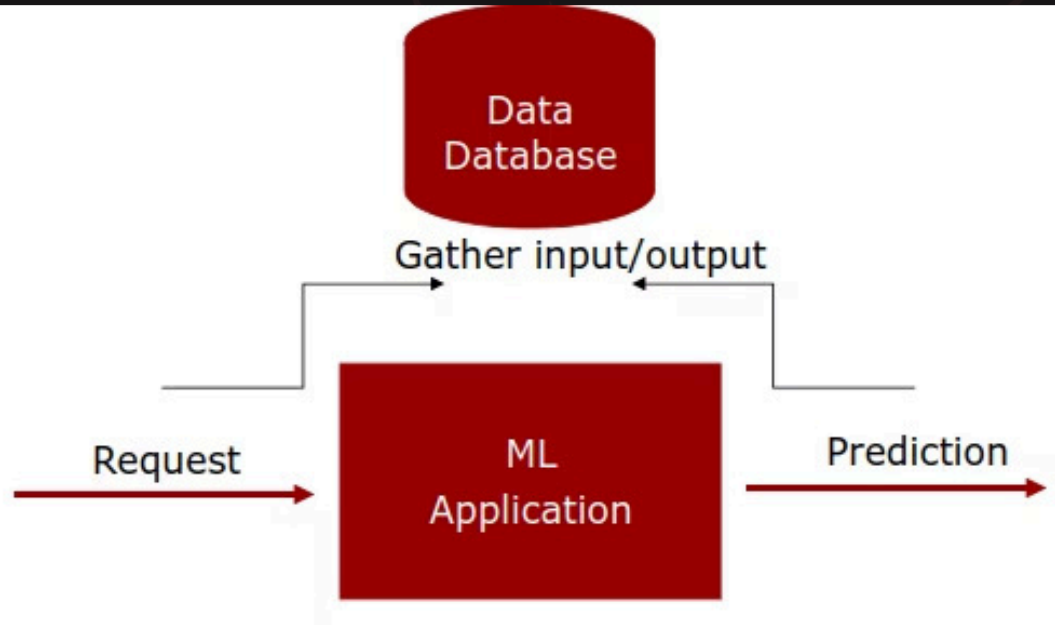 Data
Database
Gather input/output
Request
ML
Application
Prediction